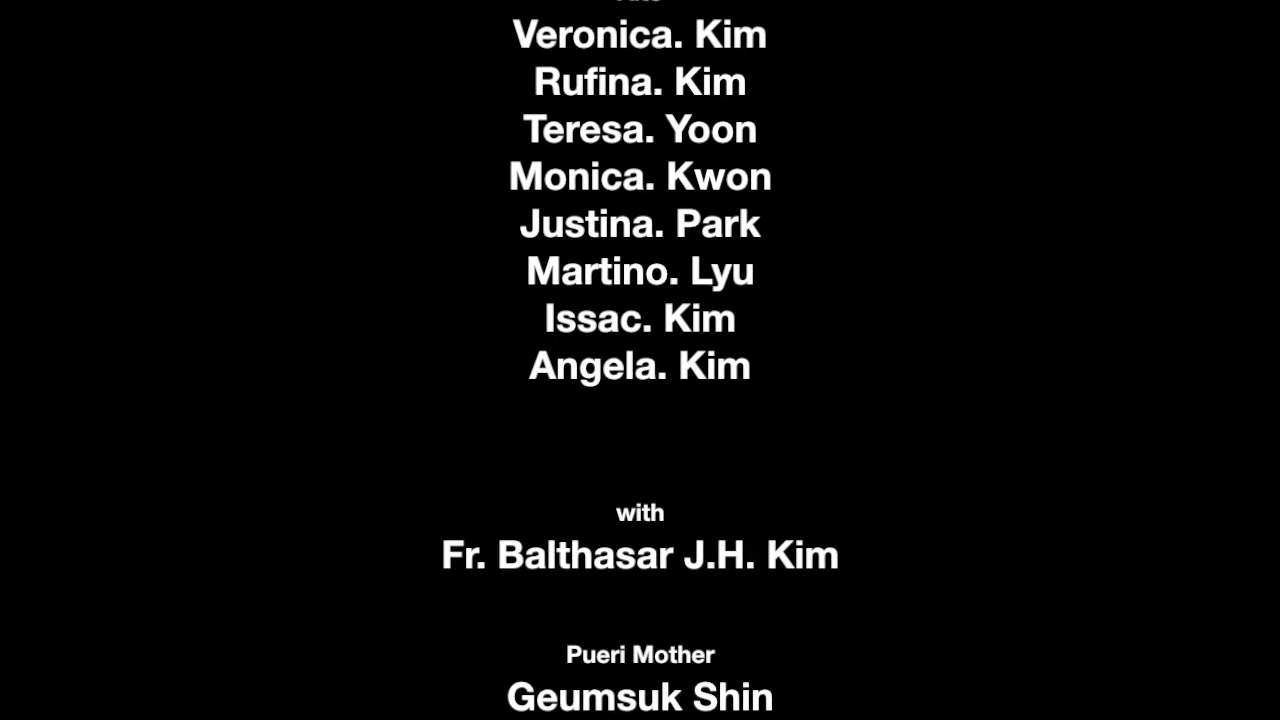 Veronica. Kim
Rufina. Kim
Teresa. Yoon
Monica. Kwon
Justina. Park
Martino. Lyu
Issac. Kim
Angela. Kim
with
Fr. Balthasar J.H. Kim
Pueri Mother
Geumsuk Shin